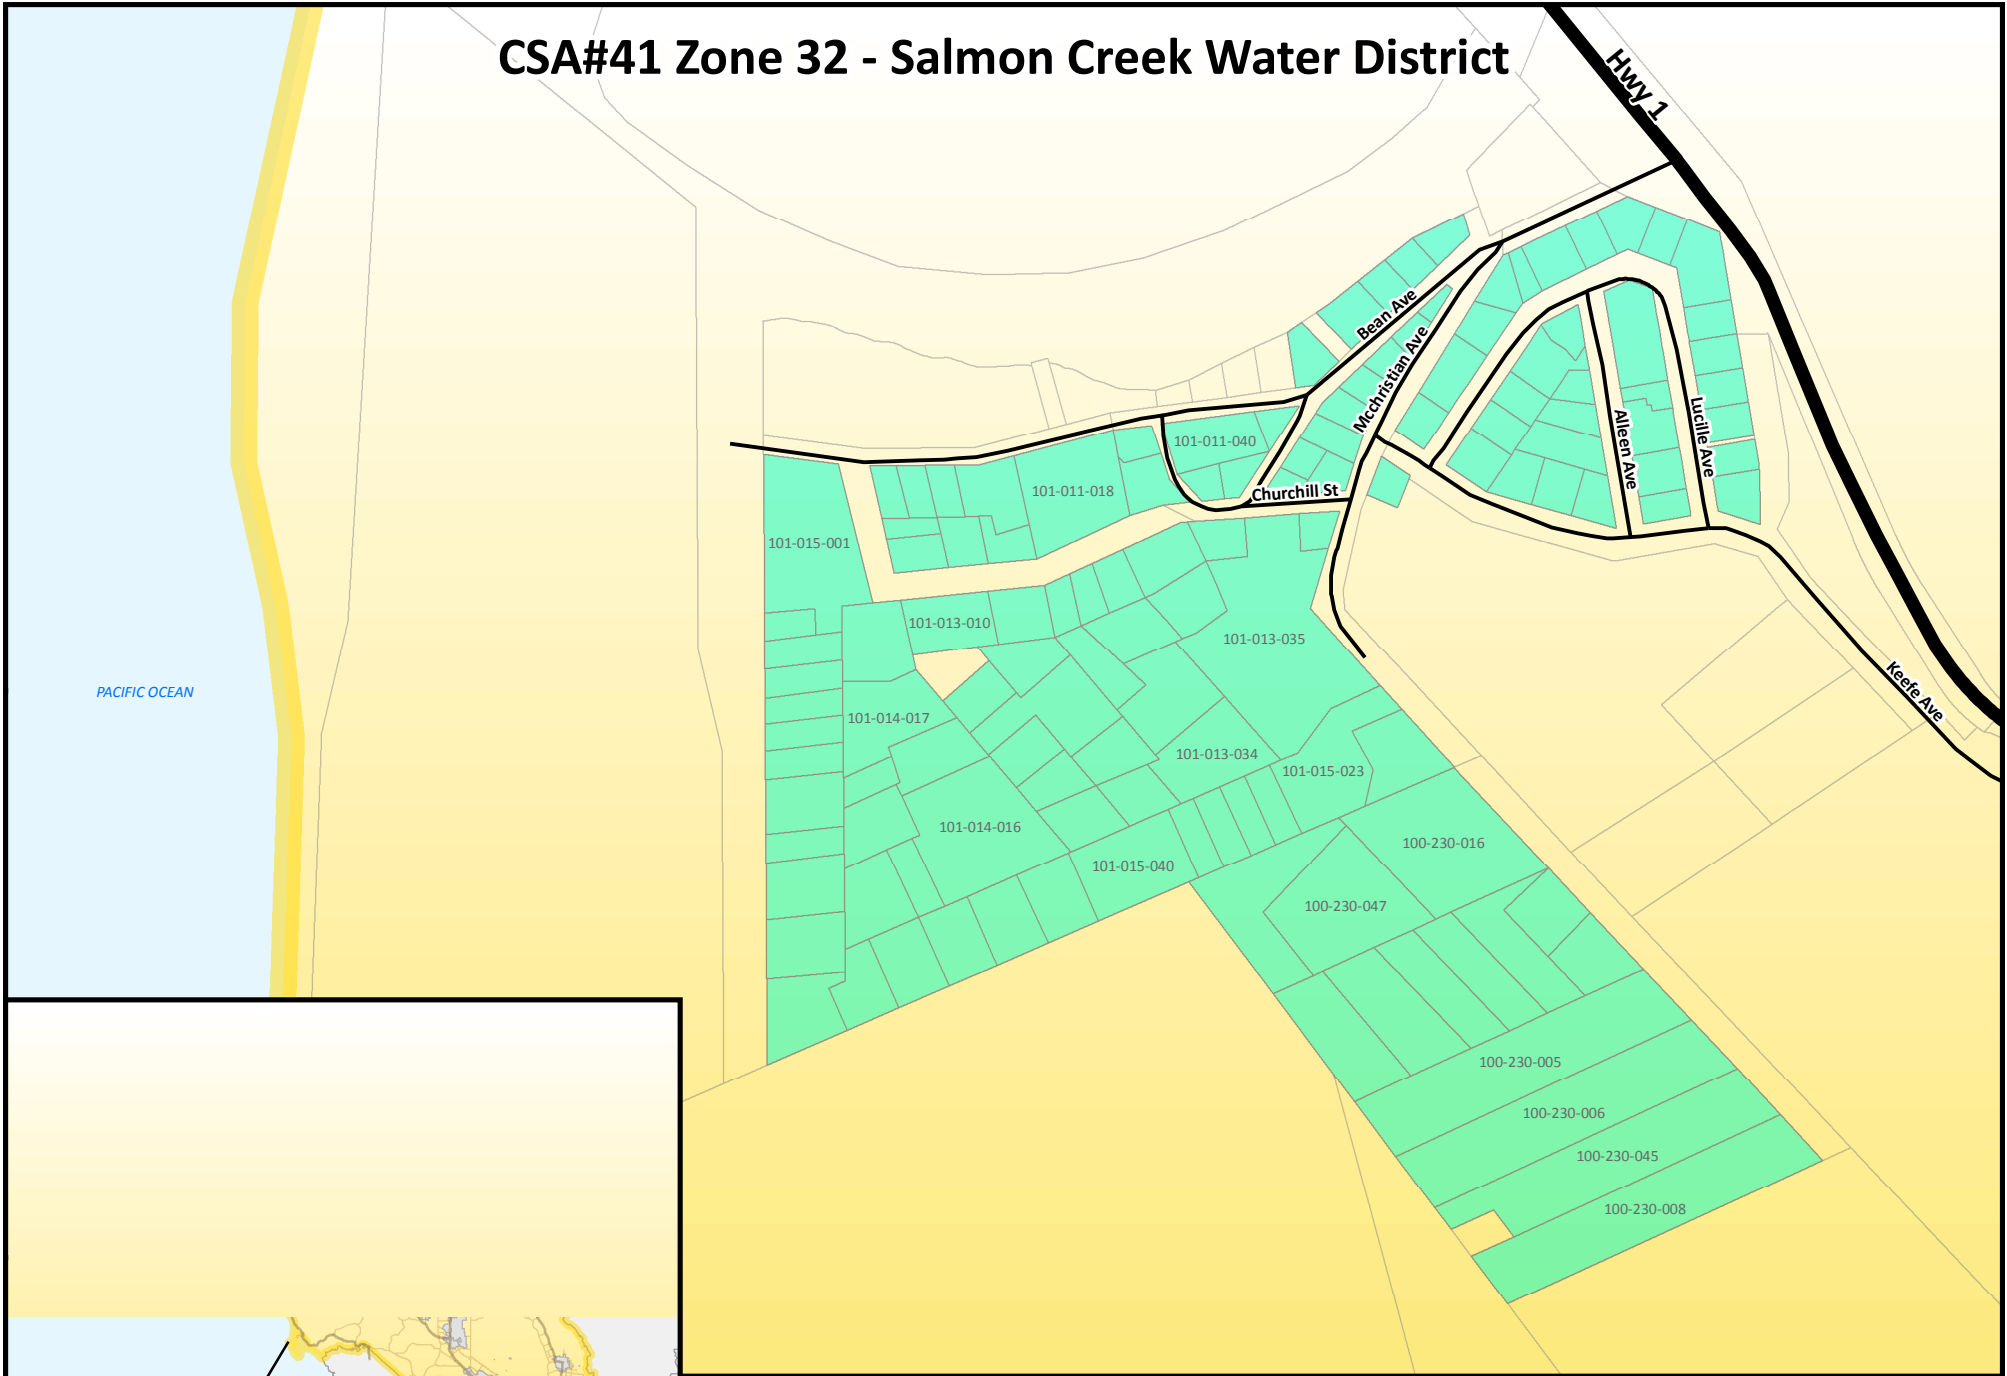 CSA#41 Zone 32 - Salmon Creek Water District
Hwy 1
Bean Ave
Mcchristian Ave
Alleen Ave
Lucille Ave
Churchill St
Keefe Ave
101-011-040
101-011-018
101-015-001
101-013-010
101-013-035
PACIFIC OCEAN
101-014-017
101-013-034
101-015-023
101-014-016
100-230-016
101-015-040
100-230-047
100-230-005
100-230-006
100-230-045
100-230-008